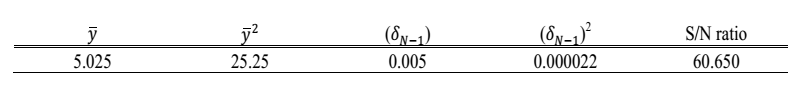 ȳ ȳ² (δ_{N−1}) (δ_{N−1})² S/N ratio
5.025 25.25 0.005 0.000022 60.650